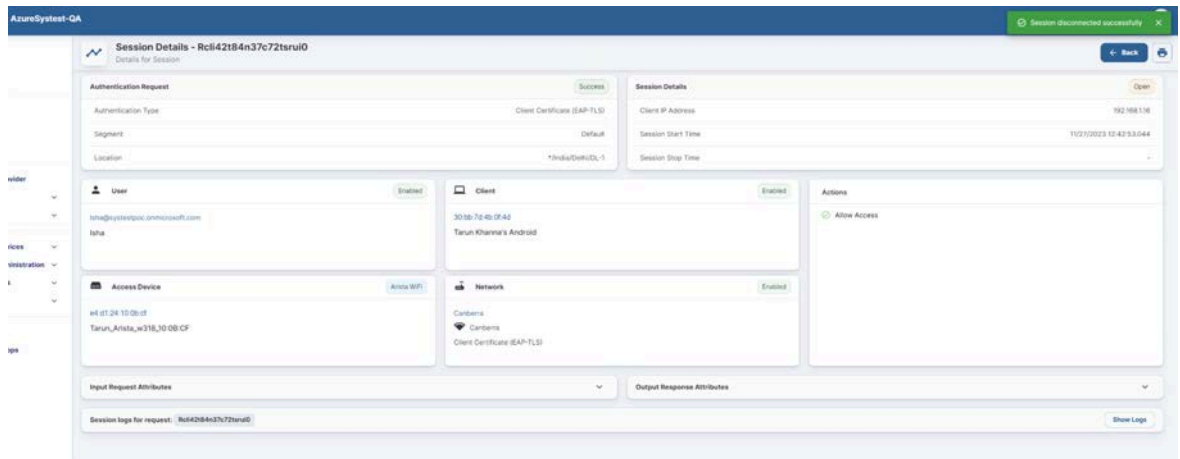 AzureSystest-QA
Session disconnected successfully
Session Details - Rcli42t84n37c72tsrui0
Details for Session
Back
Authentication Request
Success
Authentication Type
Client Certificate (EAP-TLS)
Segment
Default
Location
*/India/Delhi/DL-1
Session Details
Open
Client IP Address
192.168.1.16
Session Start Time
11/27/2023 12:42:53.044
Session Stop Time
-
ovider
vices
ministration
s
ops
User
Enabled
Isha@systestpoc.onmicrosoft.com
Isha
Client
Enabled
30:bb:7d:4b:0f:4d
Tarun Khanna's Android
Actions
Allow Access
Access Device
Arista WiFi
e4:d1:24:10:0b:cf
Tarun_Arista_w318_10:0B:CF
Network
Enabled
Canberra
Canberra
Client Certificate (EAP-TLS)
Input Request Attributes
Output Response Attributes
Session logs for request: Rcli42t84n37c72tsrui0
Show Logs